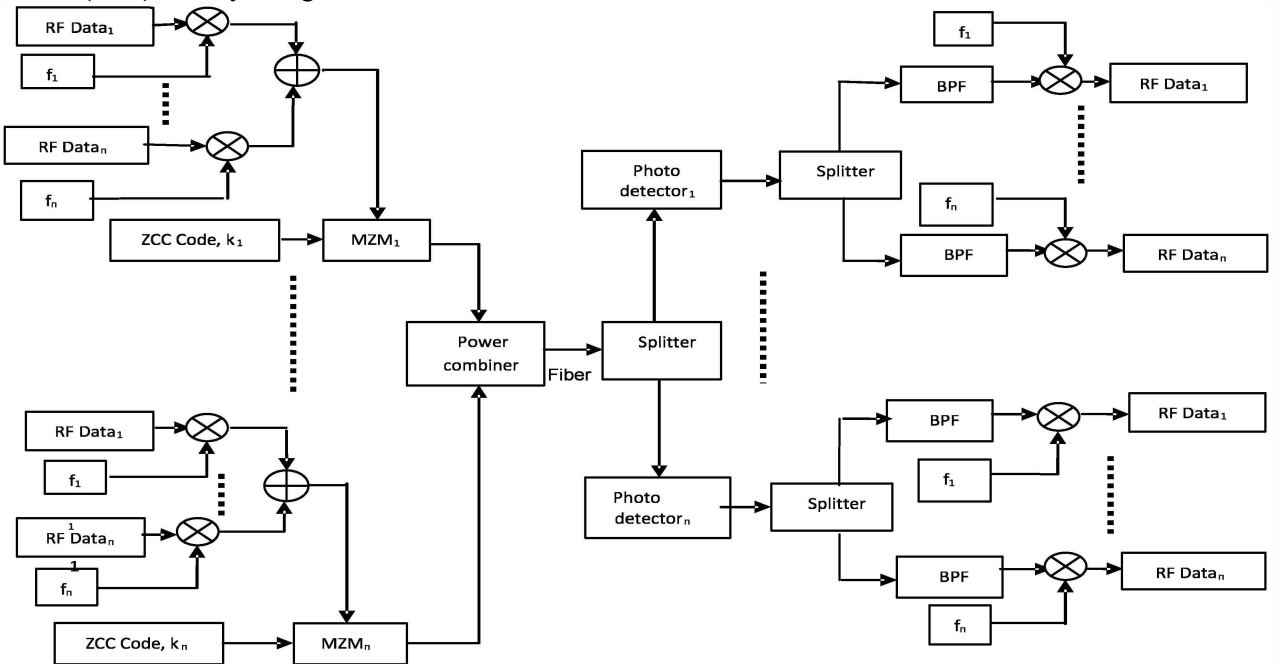 RF Data₁
f₁
RF Dataₙ
fₙ
ZCC Code, k₁
MZM₁
Power
combiner
Fiber
Splitter
RF Data₁
f₁
1
RF Dataₙ
1
fₙ
ZCC Code, kₙ
MZMₙ
Photo
detector₁
Splitter
f₁
BPF
RF Data₁
fₙ
BPF
RF Dataₙ
Photo
detectorₙ
Splitter
BPF
RF Data₁
f₁
BPF
RF Dataₙ
fₙ